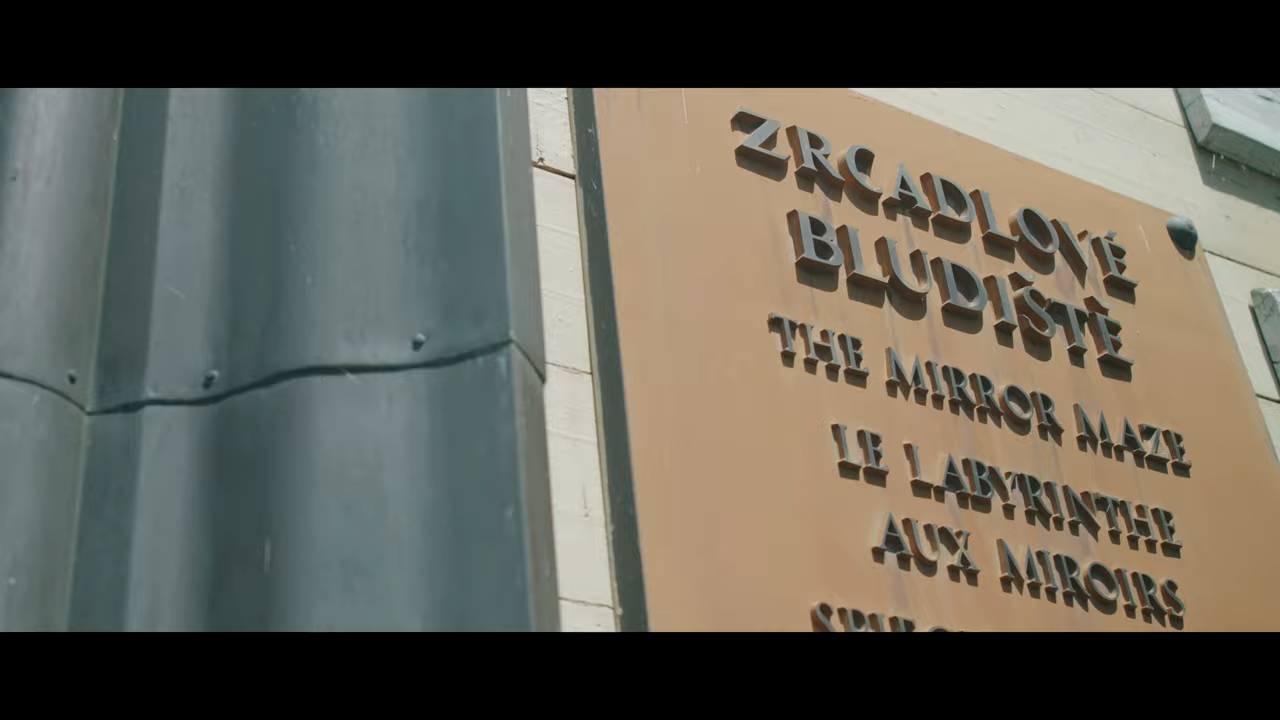 ZRCADLOVÉ
BLUDIŠTĚ
THE MIRROR MAZE
LE LABYRINTHE
AUX MIROIRS